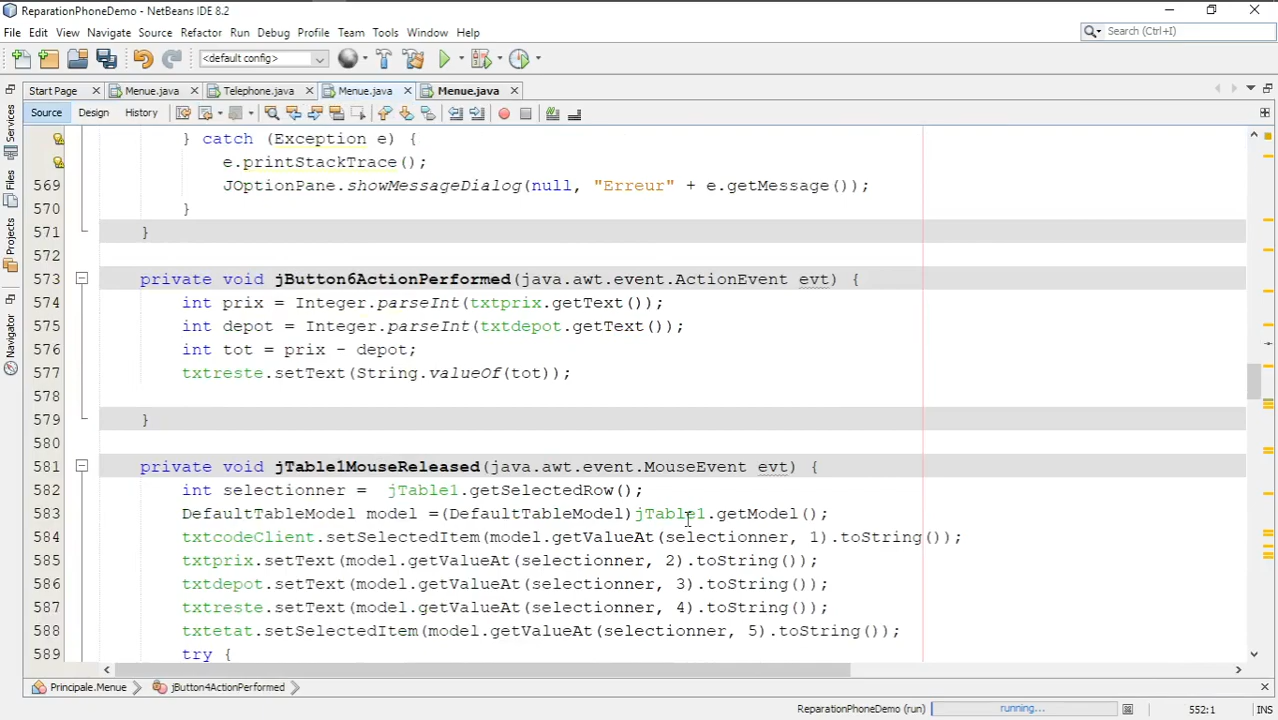 ReparationPhoneDemo - NetBeans IDE 8.2
File Edit View Navigate Source Refactor Run Debug Profile Team Tools Window Help
Search (Ctrl+I)
<default config>
Start Page Menue.java Telephone.java Menue.java Menue.java
Source Design History
Services
Files
Projects
Navigator
} catch (Exception e) {
e.printStackTrace();
569 JOptionPane.showMessageDialog(null, "Erreur" + e.getMessage());
570 }
571 }
572
573 private void jButton6ActionPerformed(java.awt.event.ActionEvent evt) {
574 int prix = Integer.parseInt(txtprix.getText());
575 int depot = Integer.parseInt(txtdepot.getText());
576 int tot = prix - depot;
577 txtreste.setText(String.valueOf(tot));
578
579 }
580
581 private void jTable1MouseReleased(java.awt.event.MouseEvent evt) {
582 int selectionner =  jTable1.getSelectedRow();
583 DefaultTableModel model =(DefaultTableModel)jTable1.getModel();
584 txtcodeClient.setSelectedItem(model.getValueAt(selectionner, 1).toString());
585 txtprix.setText(model.getValueAt(selectionner, 2).toString());
586 txtdepot.setText(model.getValueAt(selectionner, 3).toString());
587 txtreste.setText(model.getValueAt(selectionner, 4).toString());
588 txtetat.setSelectedItem(model.getValueAt(selectionner, 5).toString());
589 try {
Principale.Menue jButton4ActionPerformed
ReparationPhoneDemo (run) running... 552:1 INS